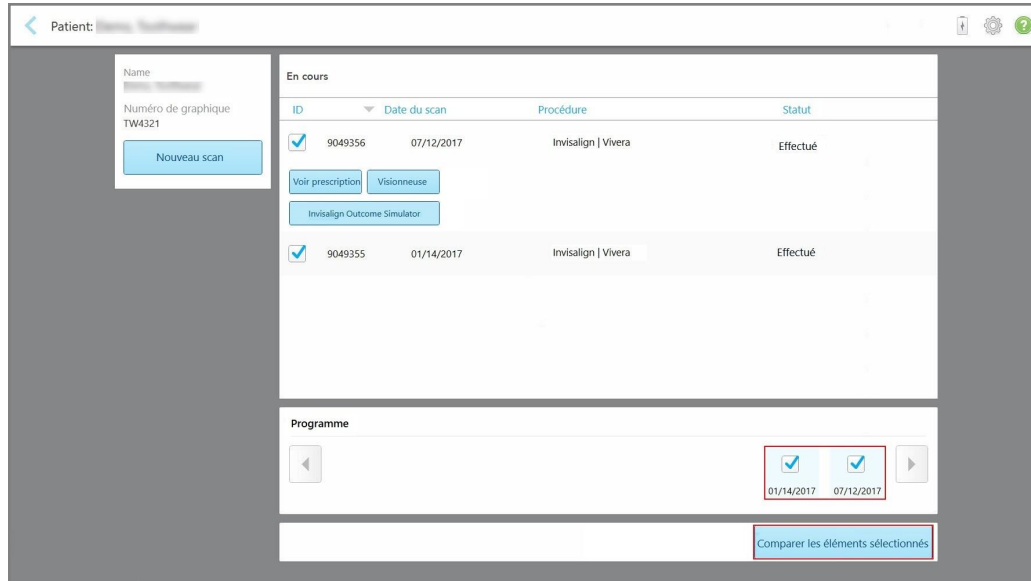 Patient:
Name
Numéro de graphique
TW4321
Nouveau scan
En cours
ID Date du scan Procédure Statut
9049356 07/12/2017 Invisalign | Vivera Effectué
Voir prescription Visionneuse
Invisalign Outcome Simulator
9049355 01/14/2017 Invisalign | Vivera Effectué
Programme
01/14/2017 07/12/2017
Comparer les éléments sélectionnés
?